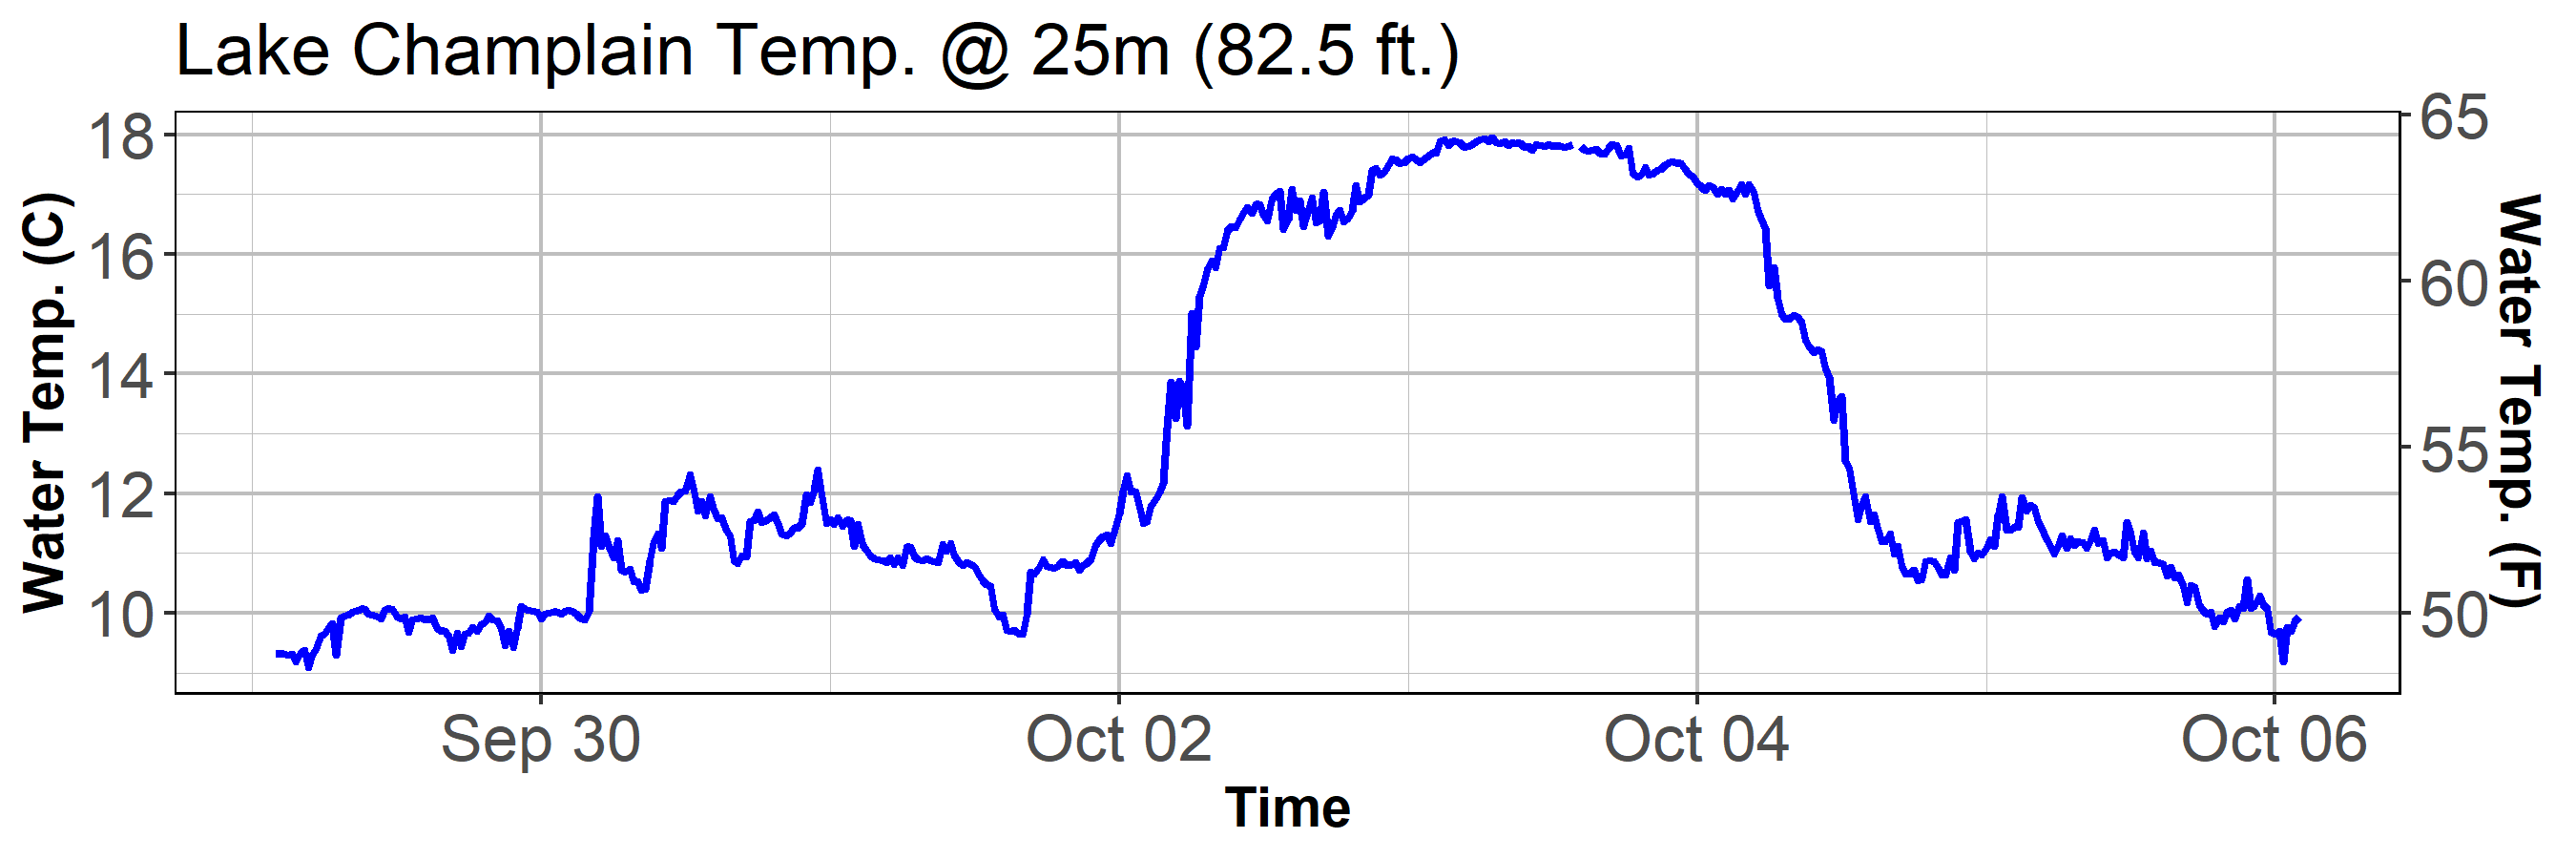 Lake Champlain Temp. @ 25m (82.5 ft.)
Water Temp. (C)
18
16
14
12
10
65
60
55
50
Water Temp. (F)
Sep 30 Oct 02 Oct 04 Oct 06
Time